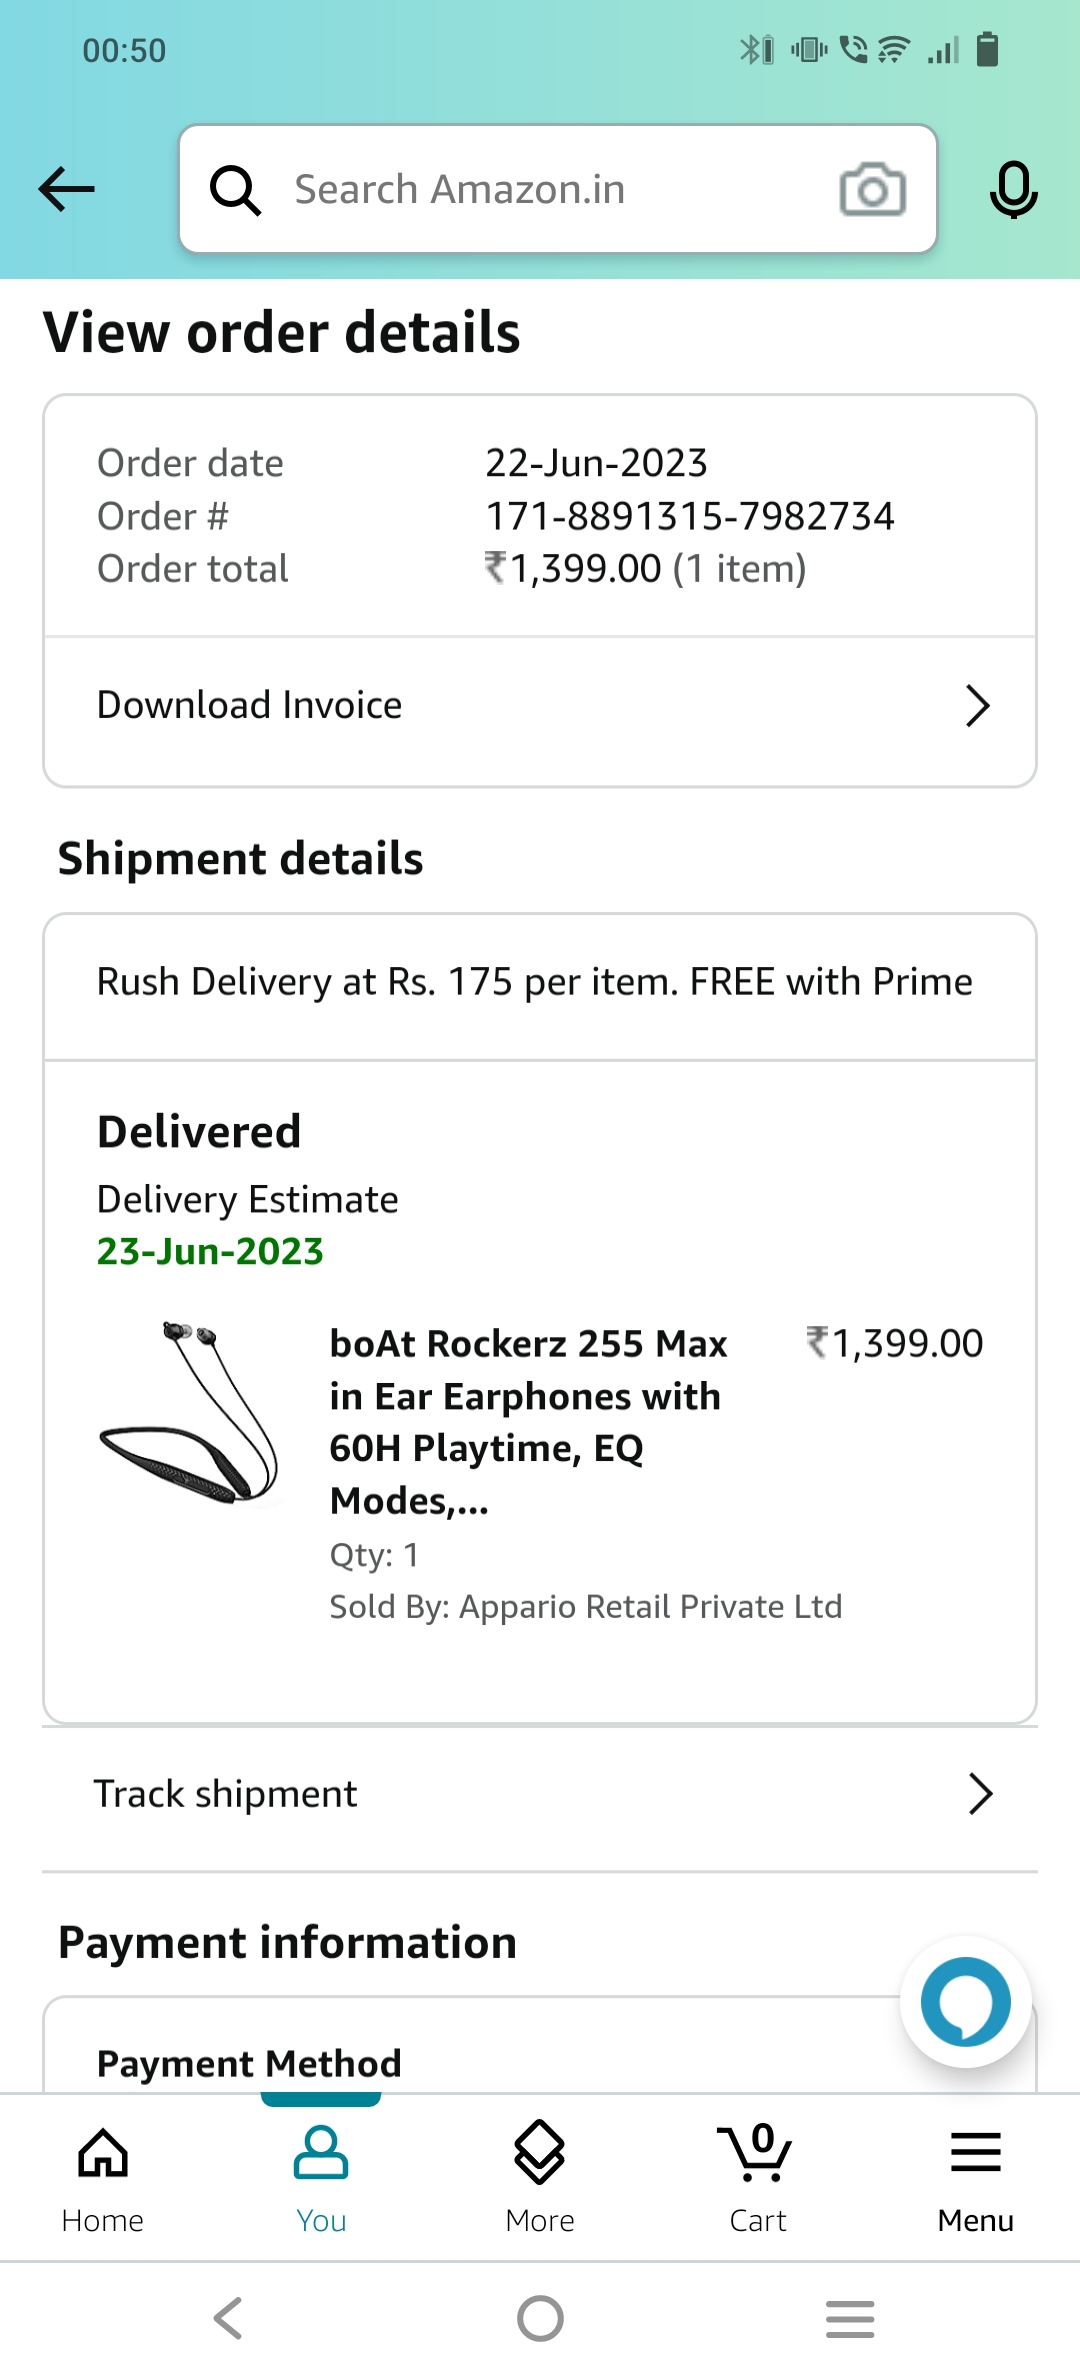 00:50
Search Amazon.in
View order details
Order date 22-Jun-2023
Order # 171-8891315-7982734
Order total ₹1,399.00 (1 item)
Download Invoice
Shipment details
Rush Delivery at Rs. 175 per item. FREE with Prime
Delivered
Delivery Estimate
23-Jun-2023
boAt Rockerz 255 Max ₹1,399.00
in Ear Earphones with
60H Playtime, EQ
Modes,...
Qty: 1
Sold By: Appario Retail Private Ltd
Track shipment
Payment information
Payment Method
0
Home You More Cart Menu